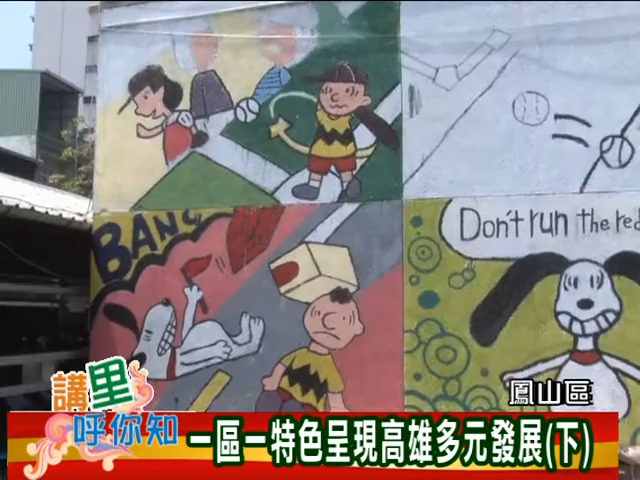 BANG
Don't run the red
鳳山區
講里
呼你知
一區一特色呈現高雄多元發展(下)